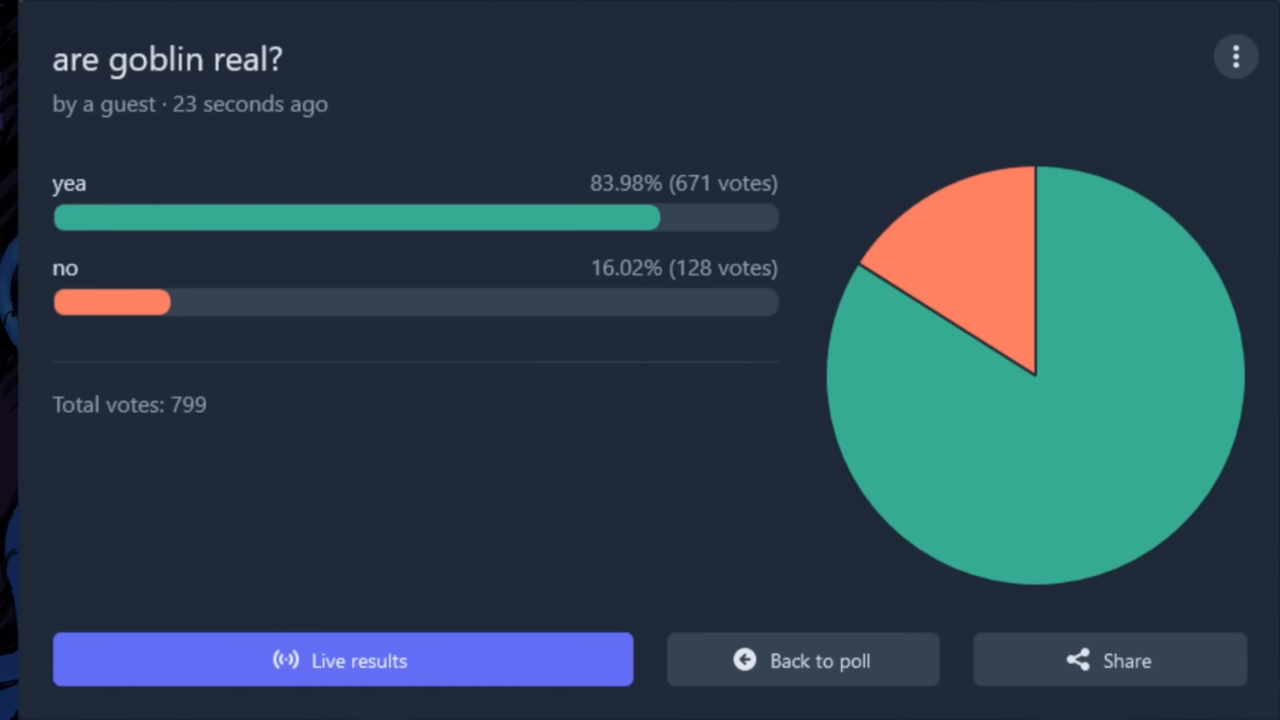 are goblin real?
by a guest · 23 seconds ago
yea 83.98% (671 votes)
no 16.02% (128 votes)
Total votes: 799
Live results Back to poll Share